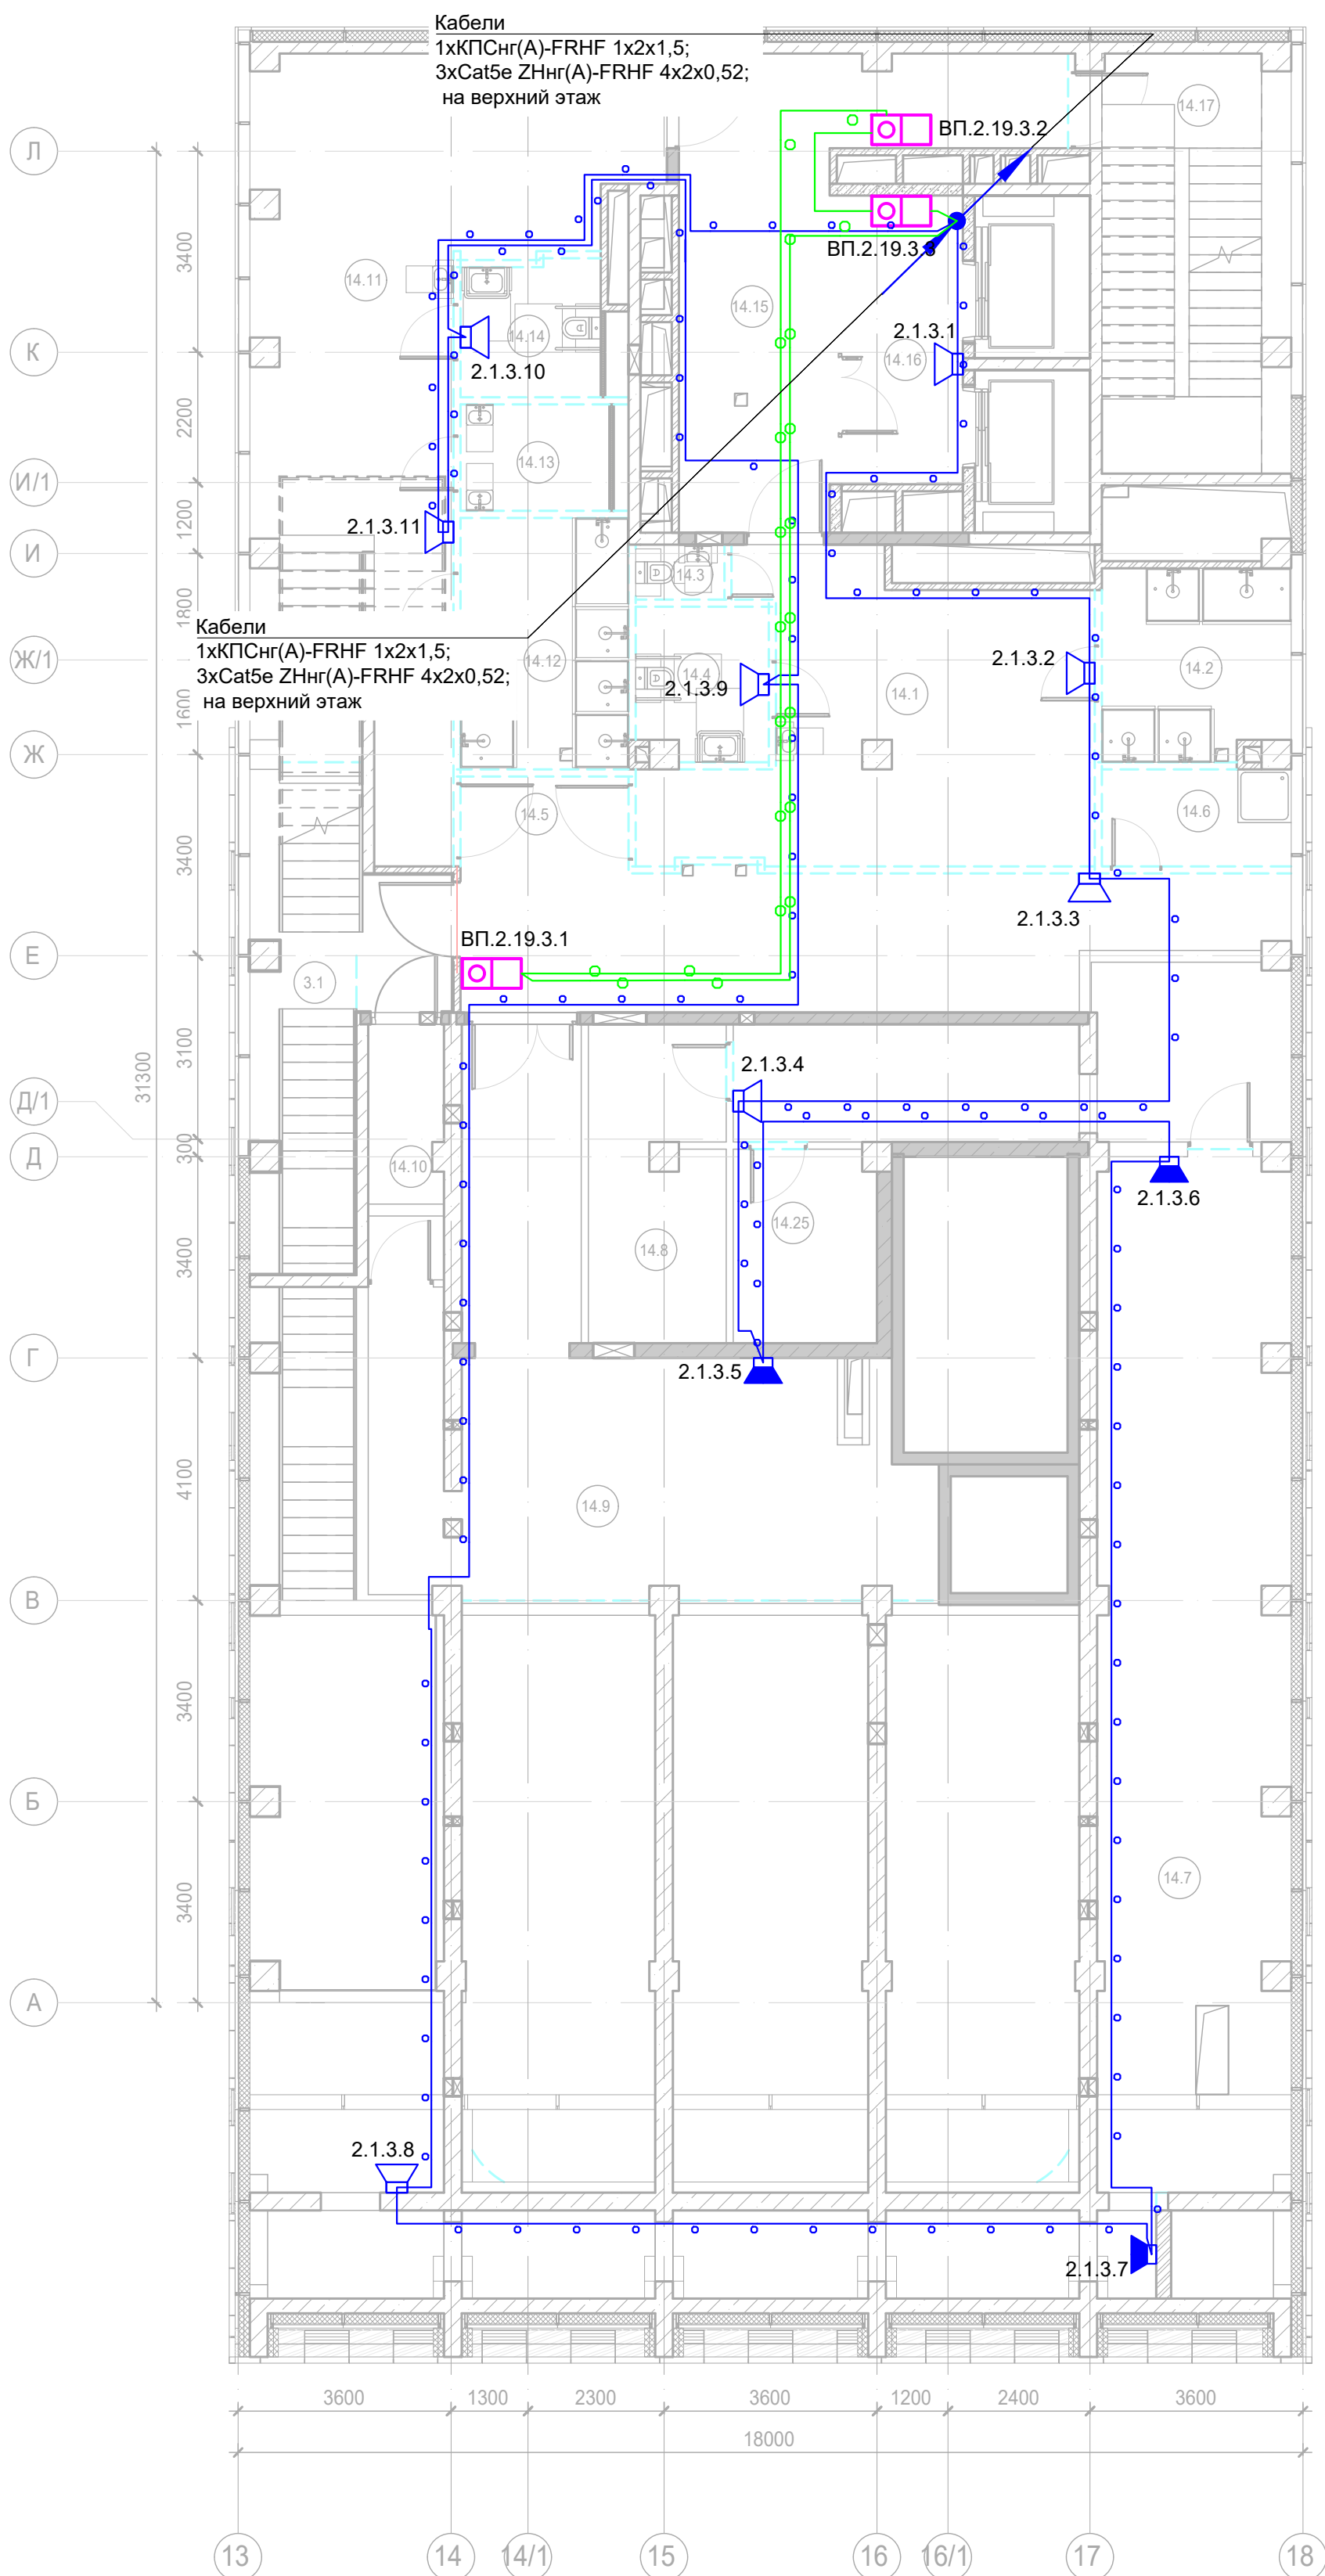 Кабели
1хКПСнг(А)-FRHF 1х2х1,5;
3хCat5e ZHнг(А)-FRHF 4х2х0,52;
на верхний этаж
14.17
ВП.2.19.3.2
Л
ВП.2.19.3.3
3400
14.11
14.15
14.14
2.1.3.1
14.16
К
2.1.3.10
2200
14.13
И/1
1200
2.1.3.11
И
14.3
1800
Кабели
1хКПСнг(А)-FRHF 1х2х1,5;
3хCat5e ZHнг(А)-FRHF 4х2х0,52;
на верхний этаж
Ж/1
14.12
14.4
2.1.3.9
14.1
2.1.3.2
14.2
1600
Ж
14.5
14.6
3400
2.1.3.3
ВП.2.19.3.1
Е
3.1
3100
31300
2.1.3.4
Д/1
300
Д
14.10
2.1.3.6
14.25
14.8
3400
Г
2.1.3.5
4100
14.9
В
3400
Б
14.7
3400
А
2.1.3.8
2.1.3.7
3600 1300 2300 3600 1200 2400 3600
18000
13 14 14/1 15 16 16/1 17 18